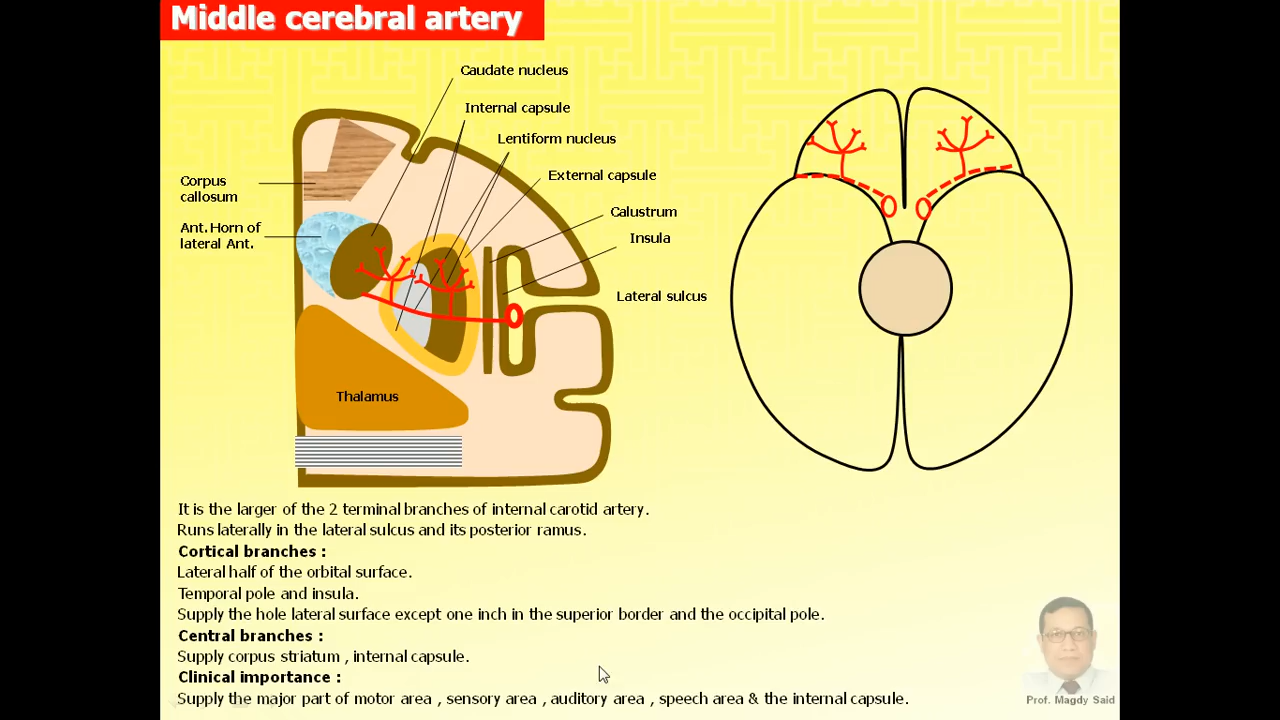 Middle cerebral artery
Caudate nucleus
Internal capsule
Lentiform nucleus
External capsule
Calustrum
Insula
Lateral sulcus
Corpus
callosum
Ant. Horn of
lateral Ant.
Thalamus
It is the larger of the 2 terminal branches of internal carotid artery.
Runs laterally in the lateral sulcus and its posterior ramus.
Cortical branches :
Lateral half of the orbital surface.
Temporal pole and insula.
Supply the hole lateral surface except one inch in the superior border and the occipital pole.
Central branches :
Supply corpus striatum , internal capsule.
Clinical importance :
Supply the major part of motor area , sensory area , auditory area , speech area & the internal capsule.
Prof. Magdy Said